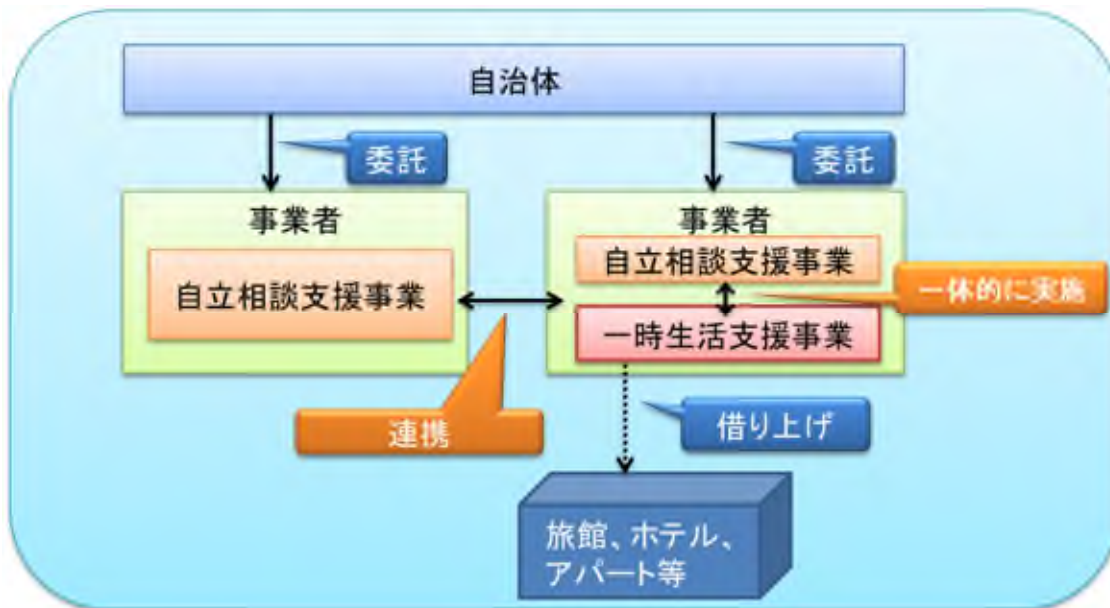 自治体
委託
委託
事業者
自立相談支援事業
事業者
自立相談支援事業
一体的に実施
一時生活支援事業
連携
借り上げ
旅館、ホテル、
アパート等